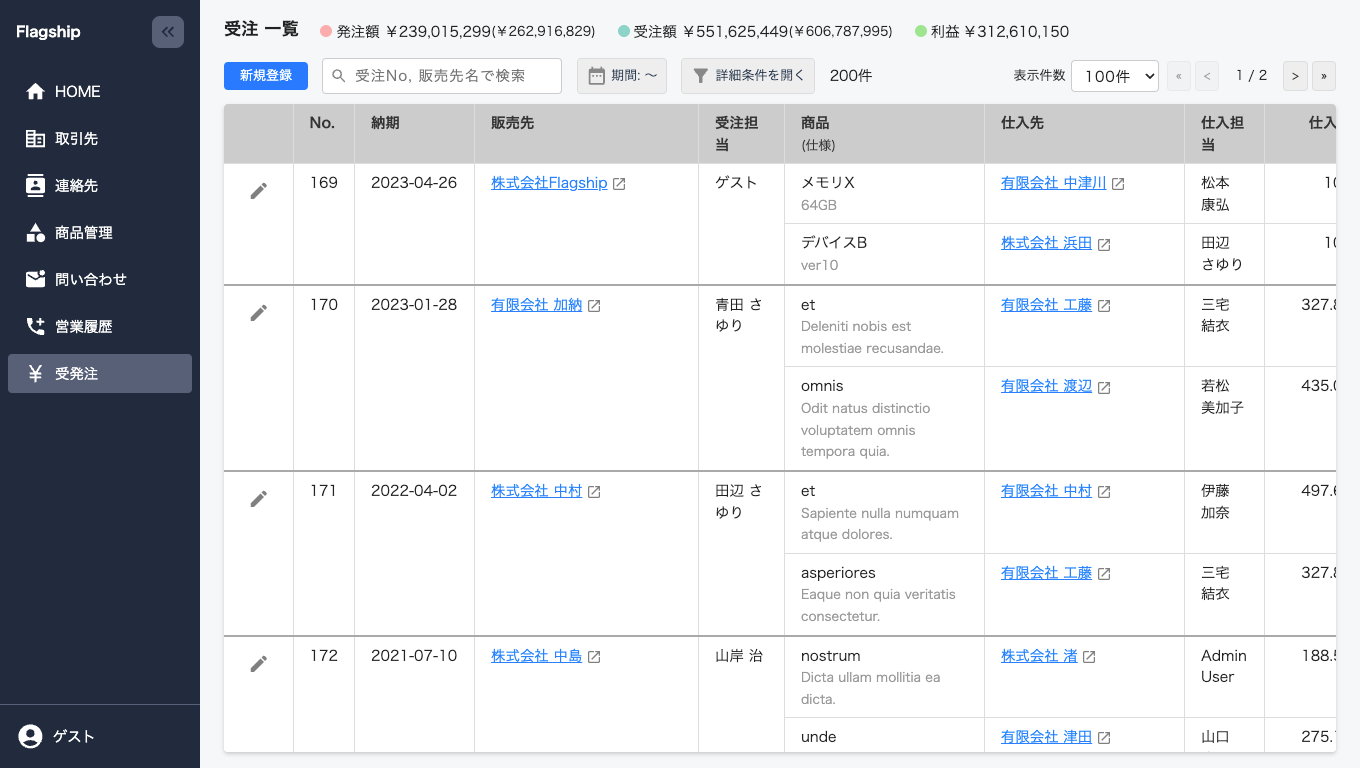 Flagship
HOME
取引先
連絡先
商品管理
問い合わせ
営業履歴
受発注
ゲスト
受注 一覧 発注額 ￥239,015,299(￥262,916,829) 受注額 ￥551,625,449(￥606,787,995) 利益 ￥312,610,150
新規登録 受注No, 販売先名で検索 期間: 〜 詳細条件を開く 200件 表示件数 100件 « < 1 / 2 > »
No. 納期 販売先 受注担当 商品 (仕様) 仕入先 仕入担当 仕入
169 2023-04-26 株式会社Flagship ゲスト メモリX 有限会社 中津川 松本 10
64GB 康弘
デバイスB 株式会社 浜田 田辺 10
ver10 さゆり
170 2023-01-28 有限会社 加納 青田 さ et 有限会社 工藤 三宅 327.8
ゆり Deleniti nobis est 結衣
molestiae recusandae.
omnis 有限会社 渡辺 若松 435.0
Odit natus distinctio 美加子
voluptatem omnis
tempora quia.
171 2022-04-02 株式会社 中村 田辺 さ et 有限会社 中村 伊藤 497.6
ゆり Sapiente nulla numquam 加奈
atque dolores.
asperiores 有限会社 工藤 三宅 327.8
Eaque non quia veritatis 結衣
consectetur.
172 2021-07-10 株式会社 中島 山岸 治 nostrum 株式会社 渚 Admin 188.5
Dicta ullam mollitia ea User
dicta.
unde 有限会社 津田 山口 275.